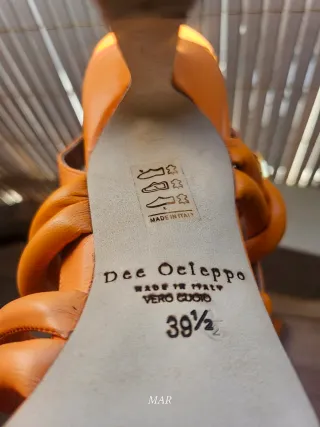 MADE IN ITALY
Dee Ocleppo
MADE IN ITALY
VERO CUOIO
39½
MAR